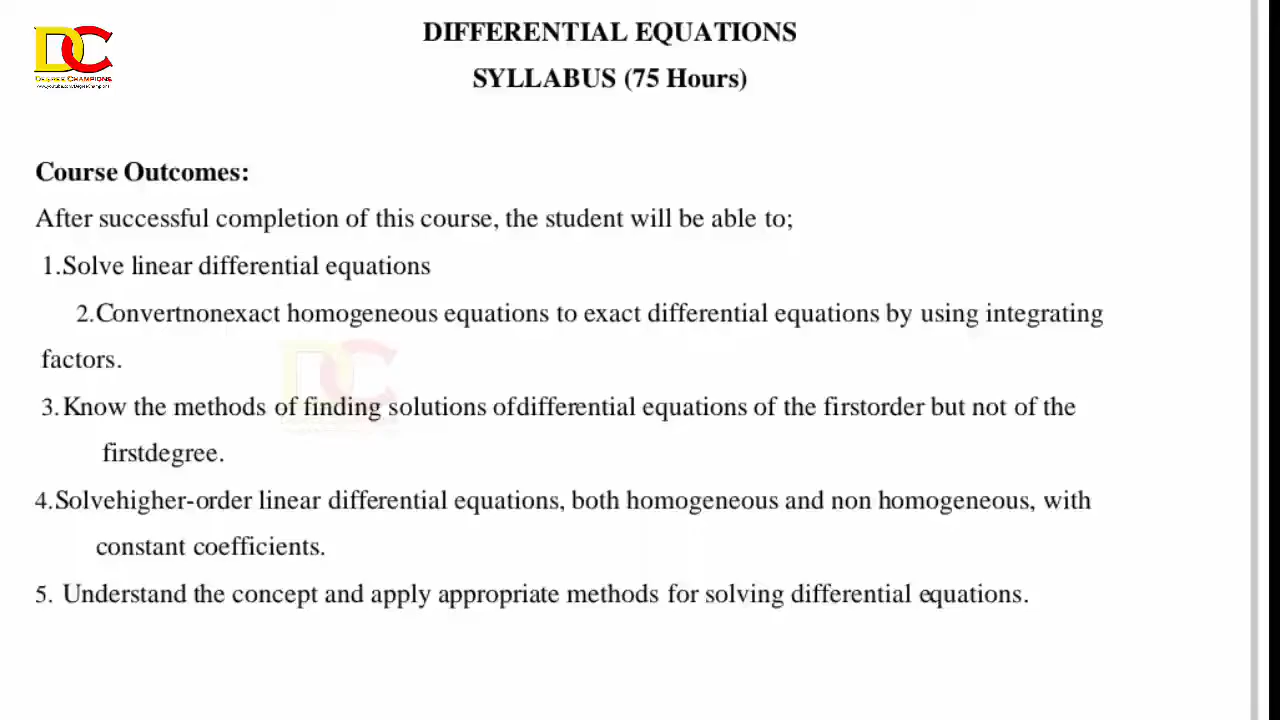 DC
DEGREE CHAMPIONS
DIFFERENTIAL EQUATIONS
SYLLABUS (75 Hours)
Course Outcomes:
After successful completion of this course, the student will be able to;
1.Solve linear differential equations
2.Convertnonexact homogeneous equations to exact differential equations by using integrating
factors.
DC
3.Know the methods of finding solutions ofdifferential equations of the firstorder but not of the
firstdegree.
4.Solvehigher-order linear differential equations, both homogeneous and non homogeneous, with
constant coefficients.
5. Understand the concept and apply appropriate methods for solving differential equations.